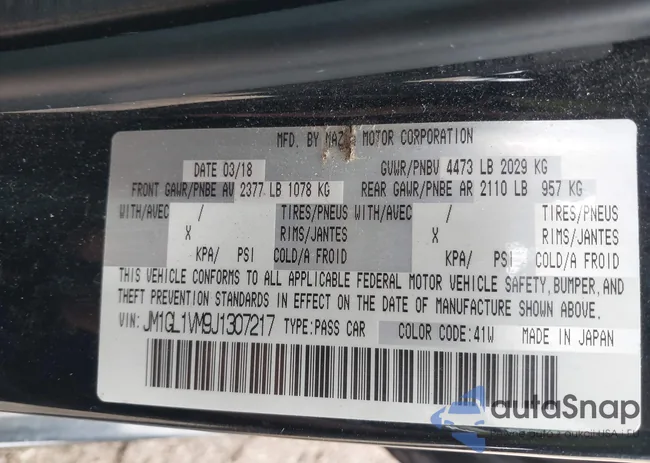 MFD. BY MAZDA MOTOR CORPORATION
DATE 03/18 GVWR/PNBV 4473 LB 2029 KG
FRONT GAWR/PNBE AV 2377 LB 1078 KG REAR GAWR/PNBE AR 2110 LB 957 KG
WITH/AVEC / TIRES/PNEUS WITH/AVEC / TIRES/PNEUS
X RIMS/JANTES X RIMS/JANTES
KPA/ PSI COLD/A FROID KPA/ PSI COLD/A FROID
THIS VEHICLE CONFORMS TO ALL APPLICABLE FEDERAL MOTOR VEHICLE SAFETY, BUMPER, AND
THEFT PREVENTION STANDARDS IN EFFECT ON THE DATE OF MANUFACTURE SHOWN ABOVE.
VIN: JM1GL1VM9J1307217 TYPE:PASS CAR COLOR CODE:41W MADE IN JAPAN
autaSnap